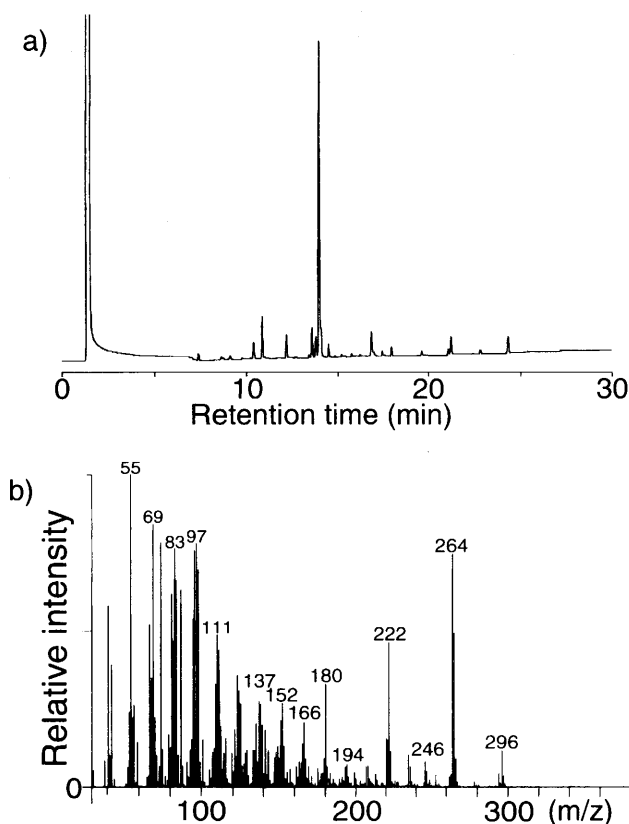 a)
0 10 20 30
Retention time (min)
b)
Relative intensity
0
55
69
83 97
111
137
152
166
180
194
222
246
264
296
100 200 300 (m/z)